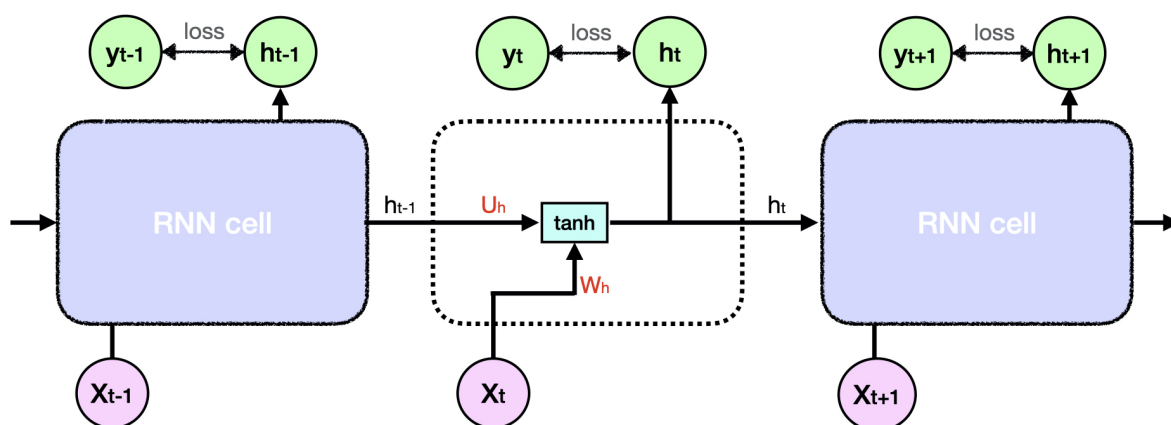 yt-1 loss ht-1
yt loss ht
yt+1 loss ht+1
RNN cell
ht-1
Uh
tanh
ht
RNN cell
Wh
Xt-1
Xt
Xt+1